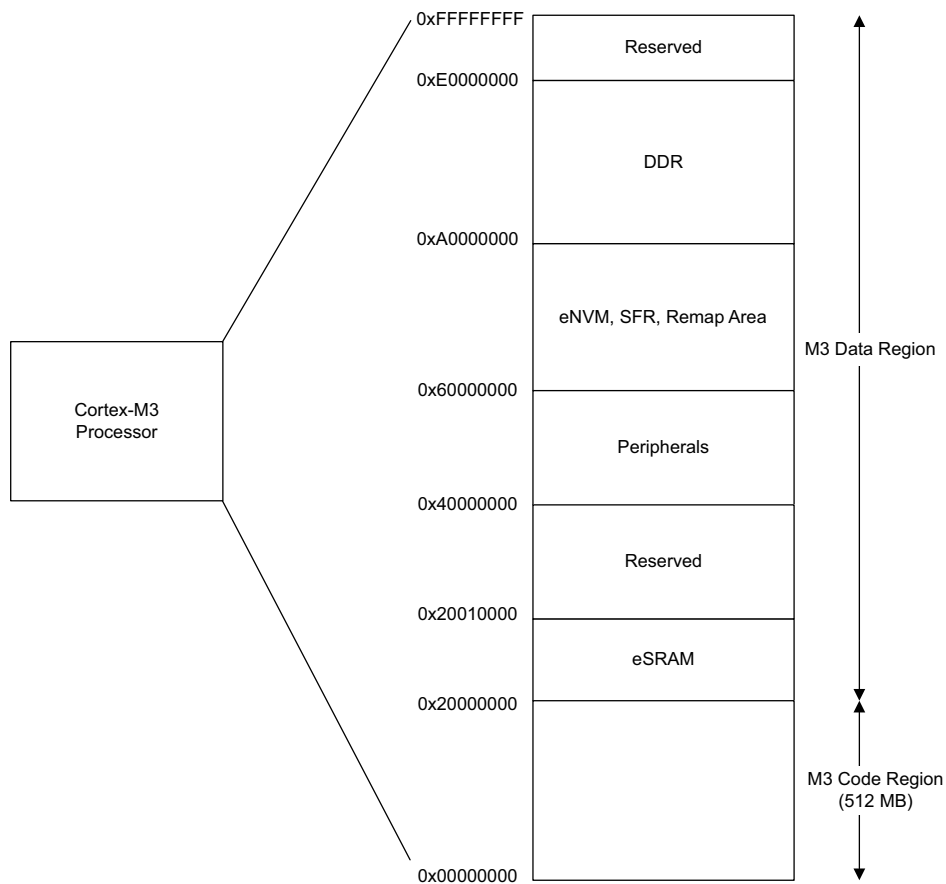 0xFFFFFFFF
Reserved
0xE0000000
DDR
0xA0000000
eNVM, SFR, Remap Area
M3 Data Region
0x60000000
Cortex-M3
Processor
Peripherals
0x40000000
Reserved
0x20010000
eSRAM
0x20000000
M3 Code Region
(512 MB)
0x00000000